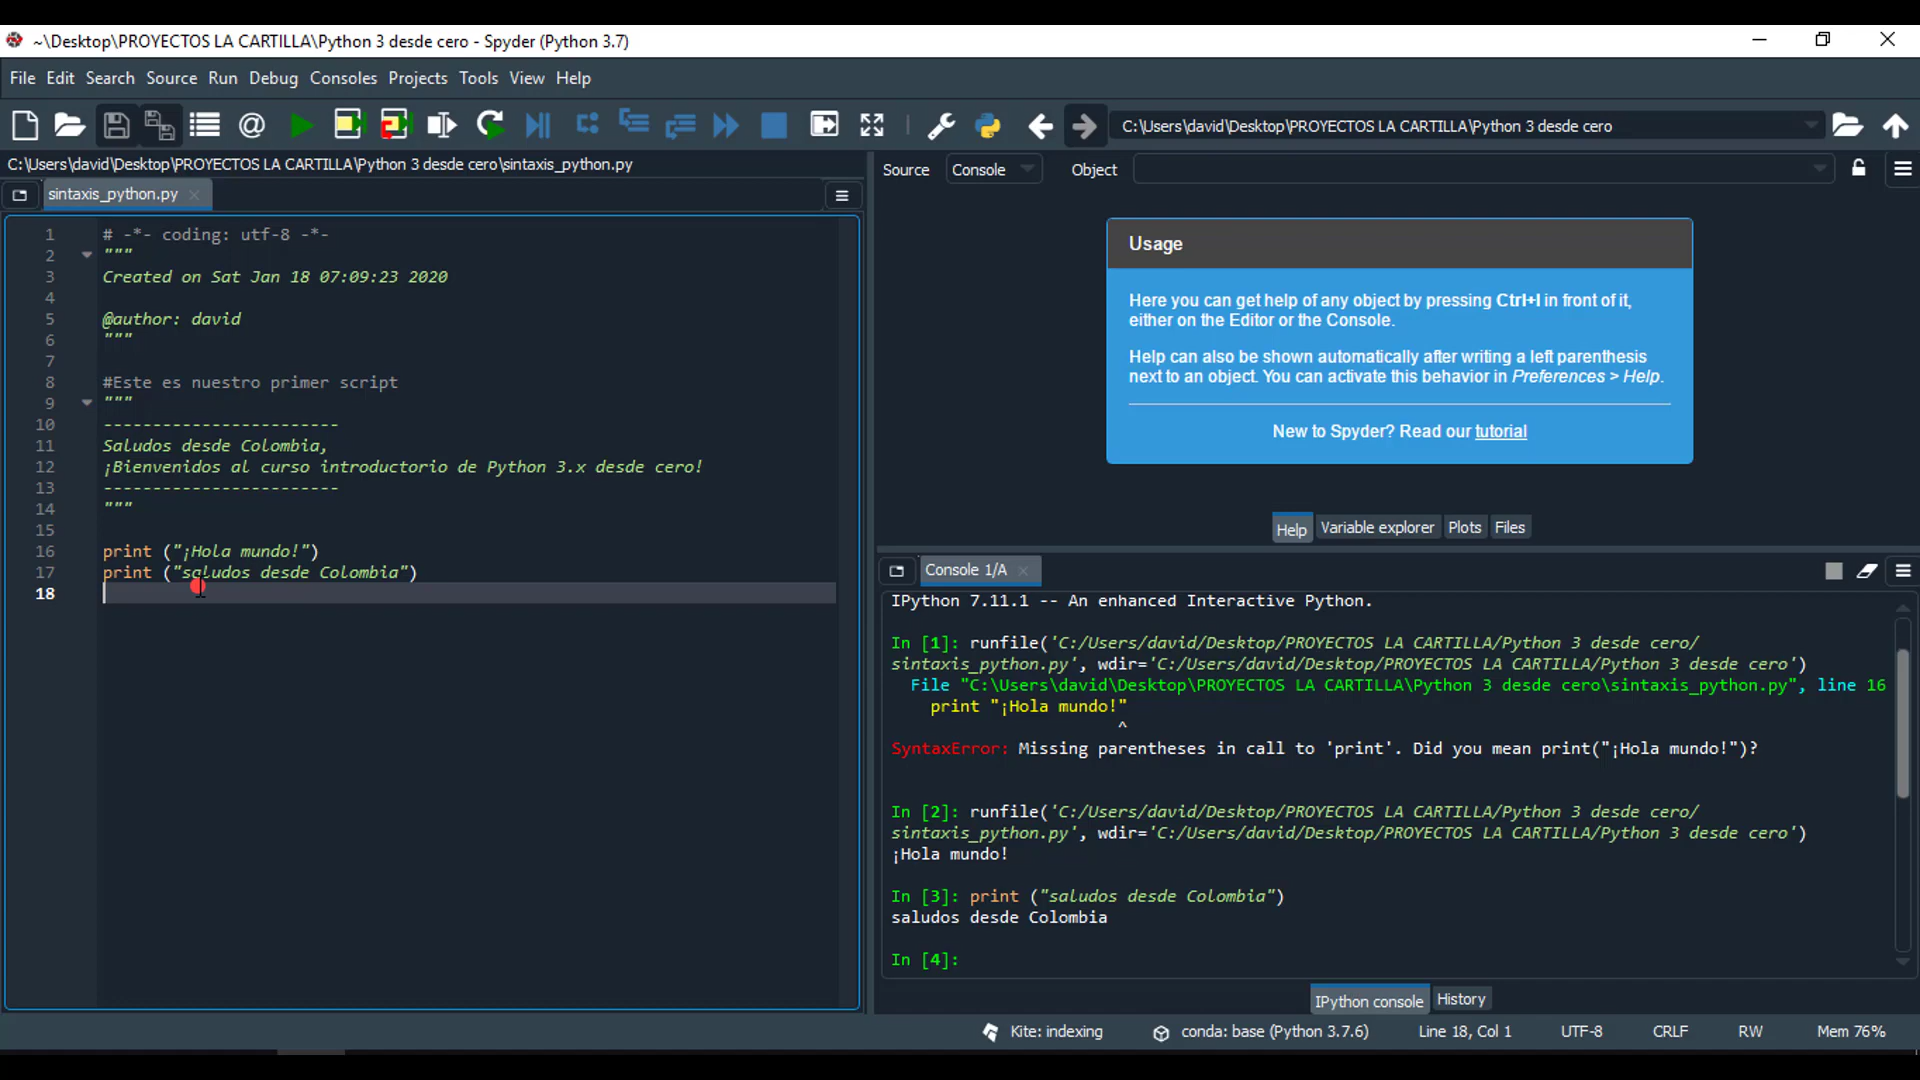 ~\Desktop\PROYECTOS LA CARTILLA\Python 3 desde cero - Spyder (Python 3.7)
File Edit Search Source Run Debug Consoles Projects Tools View Help
C:\Users\david\Desktop\PROYECTOS LA CARTILLA\Python 3 desde cero
C:\Users\david\Desktop\PROYECTOS LA CARTILLA\Python 3 desde cero\sintaxis_python.py
sintaxis_python.py
1 # -*- coding: utf-8 -*-
2 """
3 Created on Sat Jan 18 07:09:23 2020
4
5 @author: david
6 """
7
8 #Este es nuestro primer script
9 """
10 ------------------------
11 Saludos desde Colombia,
12 ¡Bienvenidos al curso introductorio de Python 3.x desde cero!
13 ------------------------
14 """
15
16 print ("¡Hola mundo!")
17 print ("saludos desde Colombia")
18
Source Console Object
Usage
Here you can get help of any object by pressing Ctrl+I in front of it,
either on the Editor or the Console.
Help can also be shown automatically after writing a left parenthesis
next to an object. You can activate this behavior in Preferences > Help.
New to Spyder? Read our tutorial
Help Variable explorer Plots Files
Console 1/A
IPython 7.11.1 -- An enhanced Interactive Python.
In [1]: runfile('C:/Users/david/Desktop/PROYECTOS LA CARTILLA/Python 3 desde cero/
sintaxis_python.py', wdir='C:/Users/david/Desktop/PROYECTOS LA CARTILLA/Python 3 desde cero')
File "C:\Users\david\Desktop\PROYECTOS LA CARTILLA\Python 3 desde cero\sintaxis_python.py", line 16
print "¡Hola mundo!"
^
SyntaxError: Missing parentheses in call to 'print'. Did you mean print("¡Hola mundo!")?
In [2]: runfile('C:/Users/david/Desktop/PROYECTOS LA CARTILLA/Python 3 desde cero/
sintaxis_python.py', wdir='C:/Users/david/Desktop/PROYECTOS LA CARTILLA/Python 3 desde cero')
¡Hola mundo!
In [3]: print ("saludos desde Colombia")
saludos desde Colombia
In [4]:
IPython console History
Kite: indexing conda: base (Python 3.7.6) Line 18, Col 1 UTF-8 CRLF RW Mem 76%